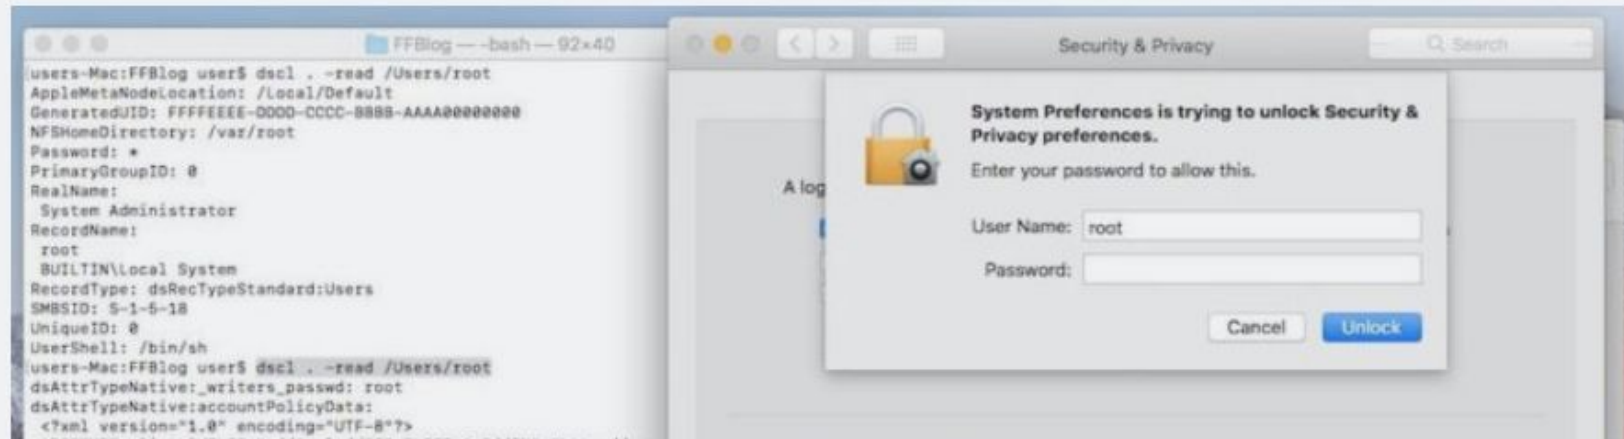 FFBlog — -bash — 92×40
users-Mac:FFBlog user$ dscl . -read /Users/root
AppleMetaNodeLocation: /Local/Default
GeneratedUID: FFFFEEEE-DDDD-CCCC-BBBB-AAAA00000000
NFSHomeDirectory: /var/root
Password: *
PrimaryGroupID: 0
RealName:
System Administrator
RecordName:
root
BUILTIN\Local System
RecordType: dsRecTypeStandard:Users
SMBSID: S-1-5-18
UniqueID: 0
UserShell: /bin/sh
users-Mac:FFBlog user$ dscl . -read /Users/root
dsAttrTypeNative:_writers_passwd: root
dsAttrTypeNative:accountPolicyData:
<?xml version="1.0" encoding="UTF-8"?>
Security & Privacy
Search
System Preferences is trying to unlock Security &
Privacy preferences.
Enter your password to allow this.
A log
User Name: root
Password:
Cancel
Unlock